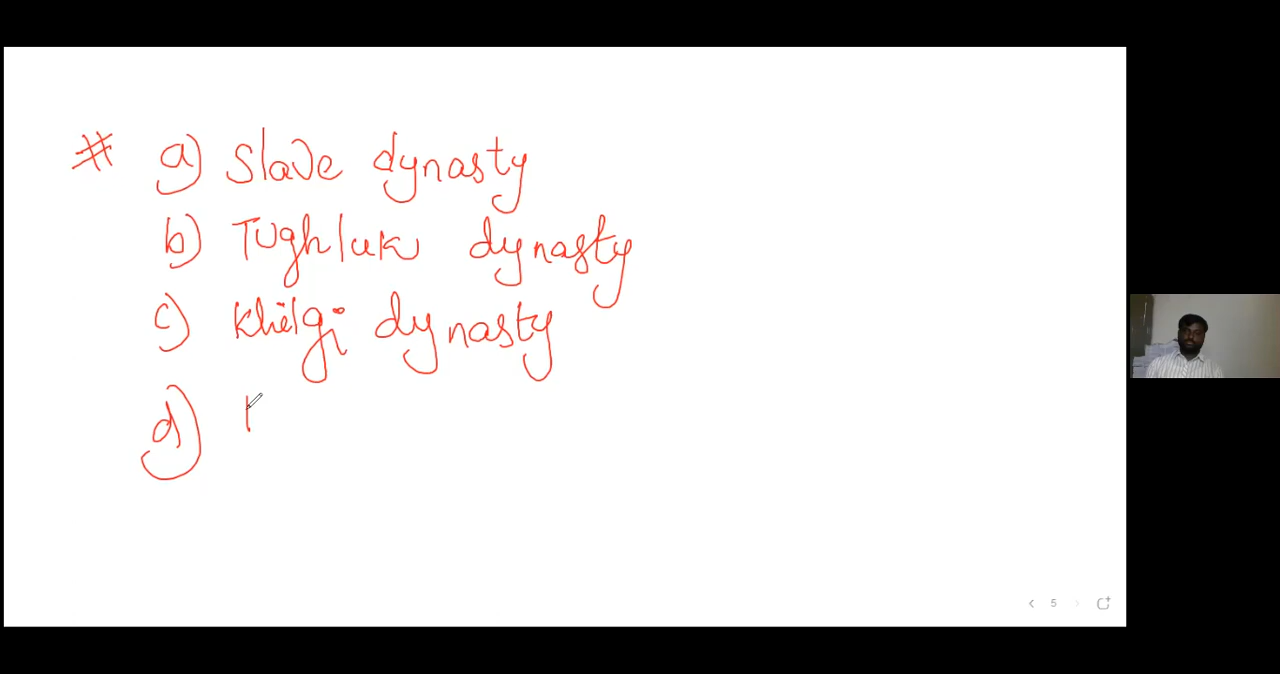 # a) Slave dynasty
b) Tughluk dynasty
c) Khilgi dynasty
d)
5